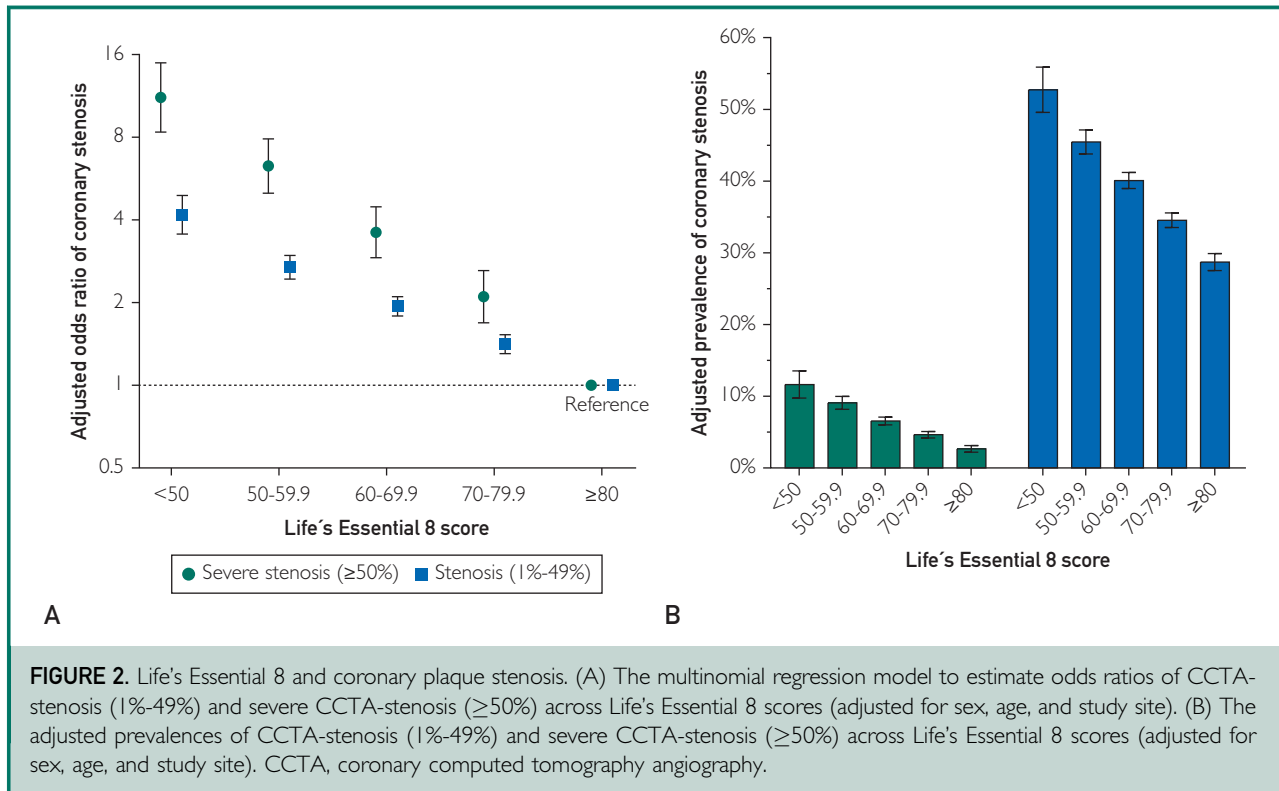 16
8
4
2
1
0.5
Adjusted odds ratio of coronary stenosis
Reference
<50
50-59.9
60-69.9
70-79.9
≥80
Life´s Essential 8 score
Severe stenosis (≥50%) Stenosis (1%-49%)
A
60%
50%
40%
30%
20%
10%
0%
Adjusted prevalence of coronary stenosis
<50
50-59.9
60-69.9
70-79.9
≥80
<50
50-59.9
60-69.9
70-79.9
≥80
Life´s Essential 8 score
B
FIGURE 2. Life's Essential 8 and coronary plaque stenosis. (A) The multinomial regression model to estimate odds ratios of CCTA-
stenosis (1%-49%) and severe CCTA-stenosis (≥50%) across Life's Essential 8 scores (adjusted for sex, age, and study site). (B) The
adjusted prevalences of CCTA-stenosis (1%-49%) and severe CCTA-stenosis (≥50%) across Life's Essential 8 scores (adjusted for
sex, age, and study site). CCTA, coronary computed tomography angiography.